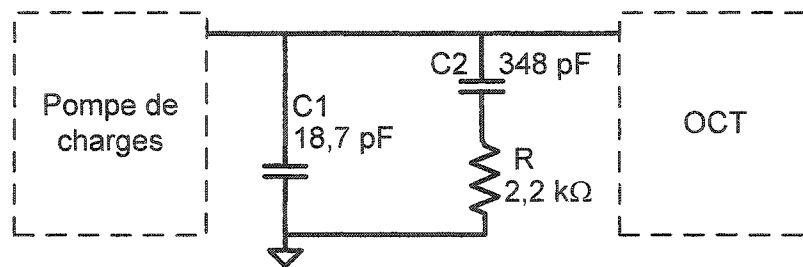 Pompe de
charges
C1
18,7 pF
C2 348 pF
R
2,2 kΩ
OCT